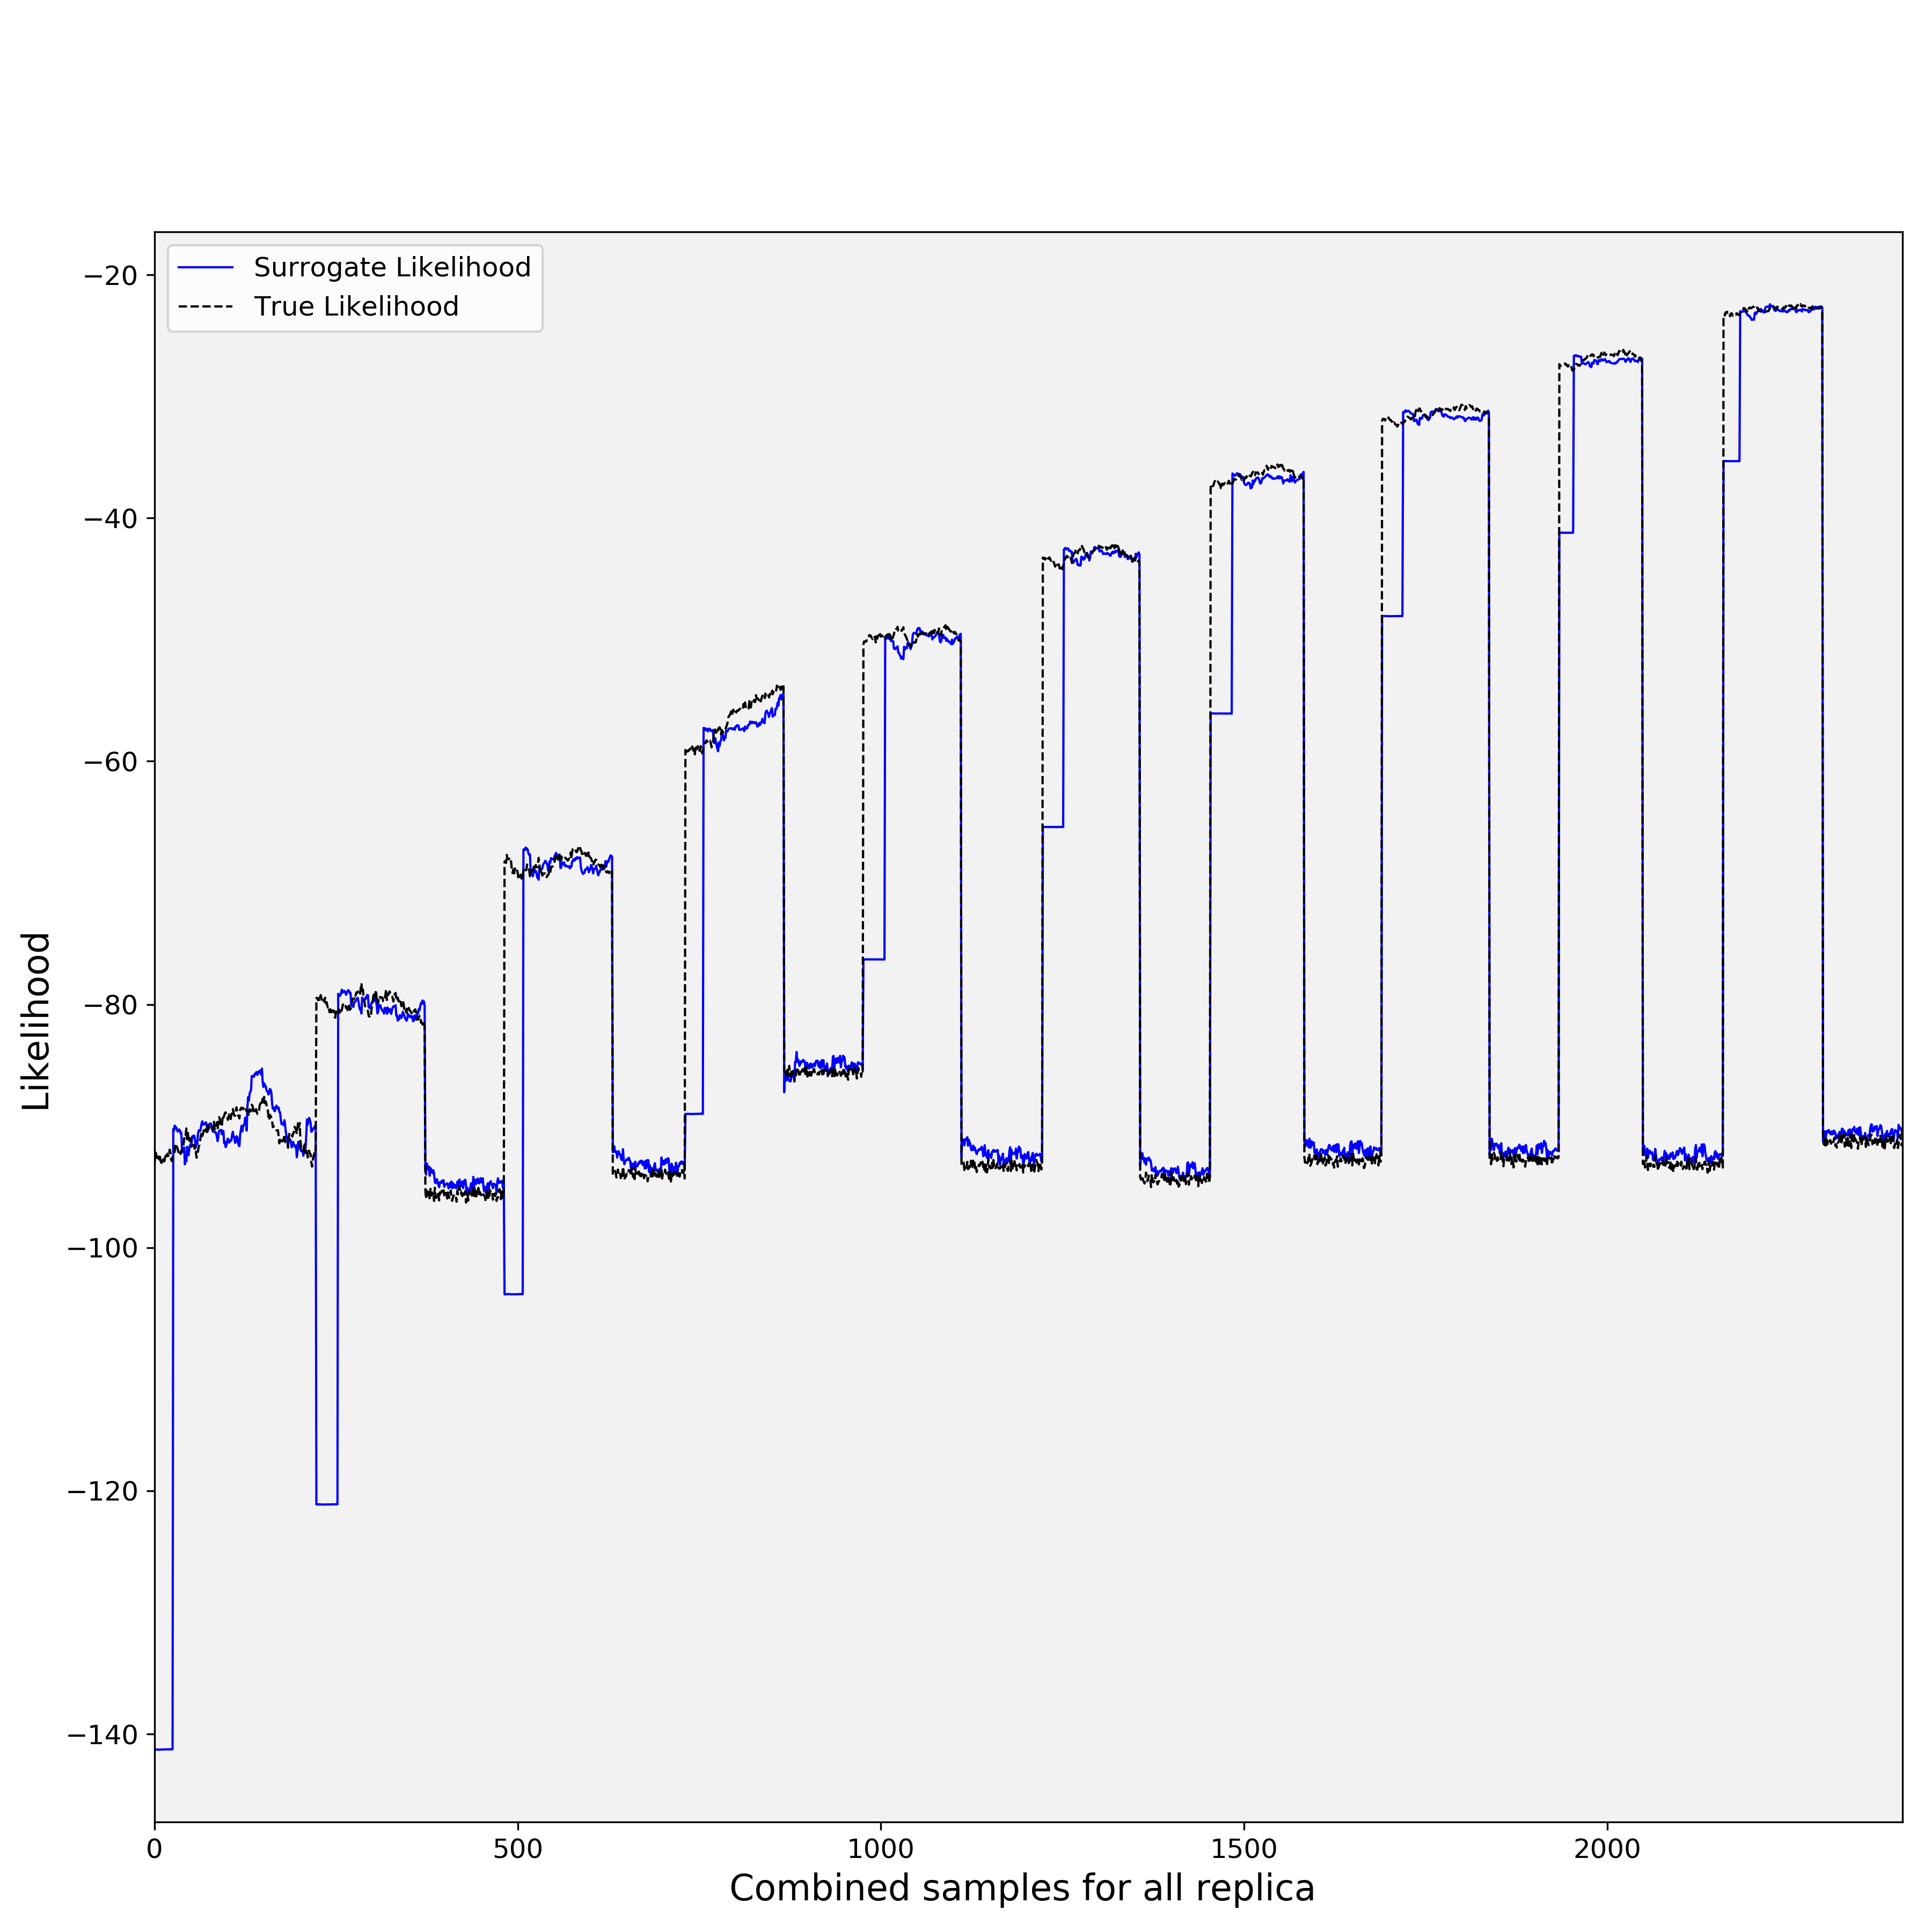 Surrogate Likelihood
True Likelihood
−20
−40
−60
−80
−100
−120
−140
Likelihood
0 500 1000 1500 2000
Combined samples for all replica